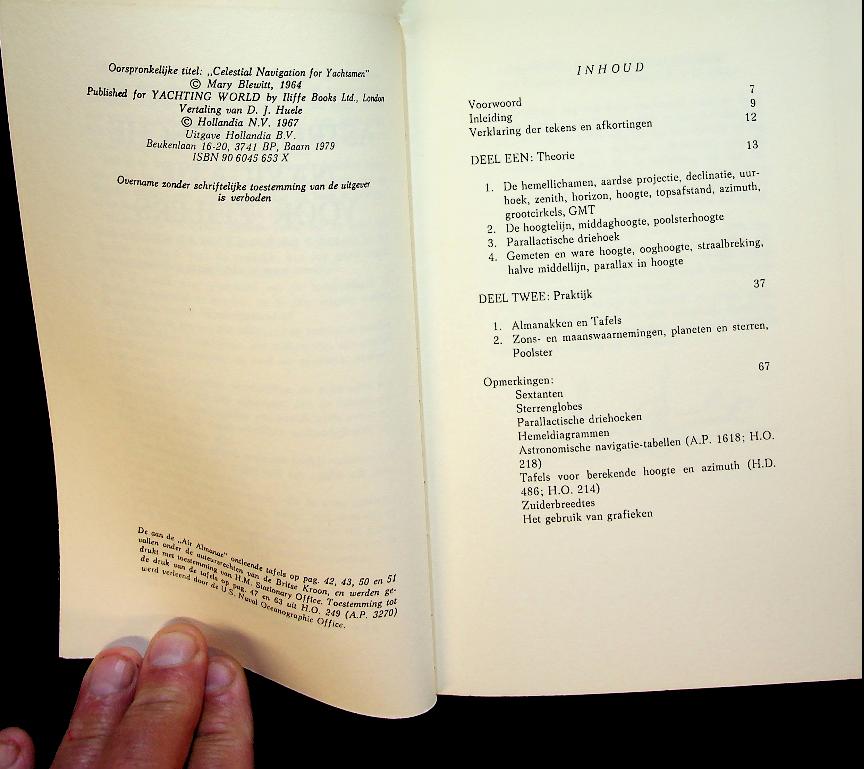 Oorspronkelijke titel: „Celestial Navigation for Yachtsmen"
© Mary Blewitt, 1964
Published for YACHTING WORLD by Iliffe Books Ltd., London
Vertaling van D. J. Huele
© Hollandia N.V. 1967
Uitgave Hollandia B.V.
Beukenlaan 16-20, 3741 BP, Baarn 1979
ISBN 90 6045 653 X
Overname zonder schriftelijke toestemming van de uitgever
is verboden
De aan de „Air Almanac" ontleende tafels op pag. 42, 43, 50 en 51
vallen onder de auteursrechten van de Britse Kroon, en werden ge-
drukt met toestemming van H.M. Stationary Office. Toestemming tot
de druk van de tafels op pag. 47 en 63 uit H.O. 249 (A.P. 3270)
werd verleend door de U.S. Naval Oceanographic Office.
INHOUD
Voorwoord 7
Inleiding 9
Verklaring der tekens en afkortingen 12
DEEL EEN: Theorie 13
1. De hemellichamen, aardse projectie, declinatie, uur-
hoek, zenith, horizon, hoogte, topsafstand, azimuth,
grootcirkels, GMT
2. De hoogtelijn, middaghoogte, poolsterhoogte
3. Parallactische driehoek
4. Gemeten en ware hoogte, ooghoogte, straalbreking,
halve middellijn, parallax in hoogte
DEEL TWEE: Praktijk 37
1. Almanakken en Tafels
2. Zons- en maanswaarnemingen, planeten en sterren,
Poolster
Opmerkingen: 67
Sextanten
Sterrenglobes
Parallactische driehoeken
Hemeldiagrammen
Astronomische navigatie-tabellen (A.P. 1618; H.O.
218)
Tafels voor berekende hoogte en azimuth (H.D.
486; H.O. 214)
Zuiderbreedtes
Het gebruik van grafieken